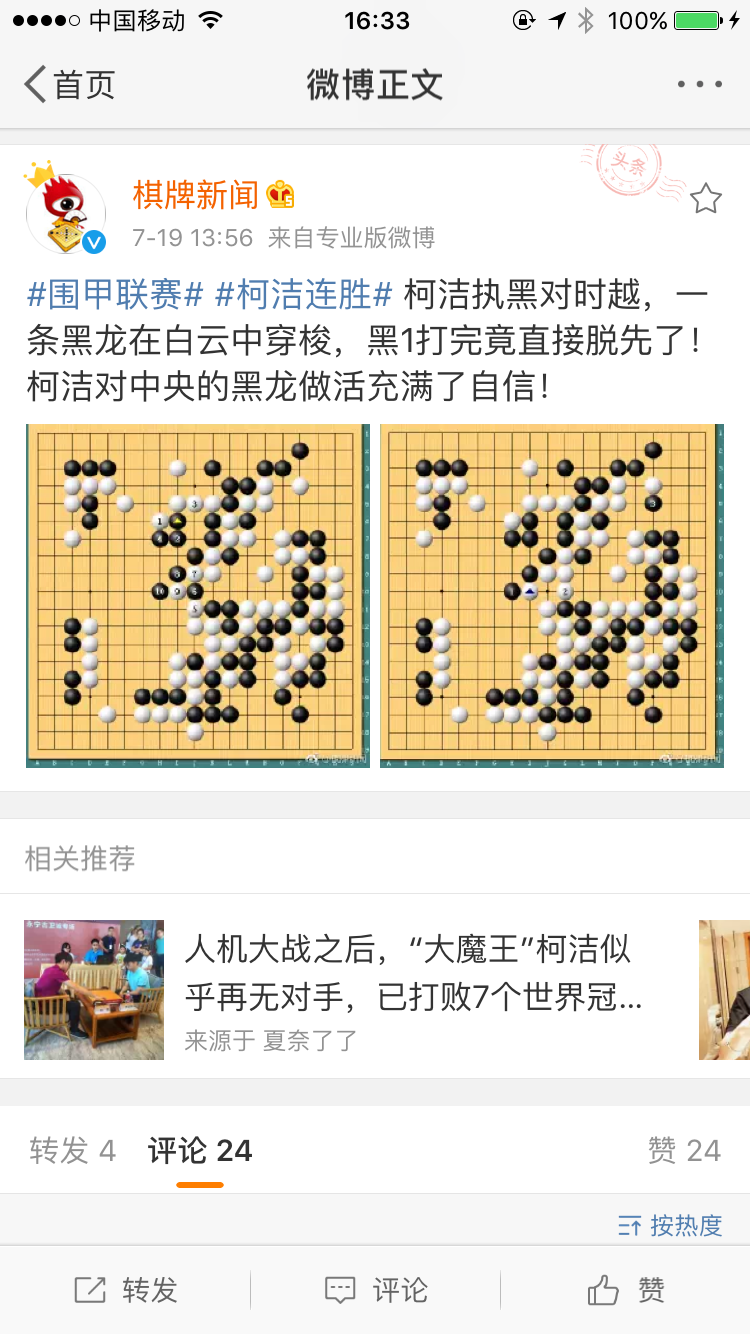 中国移动 16:33 100%
首页 微博正文
头条
棋牌新闻
7-19 13:56 来自专业版微博
#围甲联赛# #柯洁连胜# 柯洁执黑对时越，一
条黑龙在白云中穿梭，黑1打完竟直接脱先了！
柯洁对中央的黑龙做活充满了自信！
相关推荐
人机大战之后，“大魔王”柯洁似
乎再无对手，已打败7个世界冠...
来源于 夏奈了了
转发 4 评论 24 赞 24
按热度
转发 评论 赞